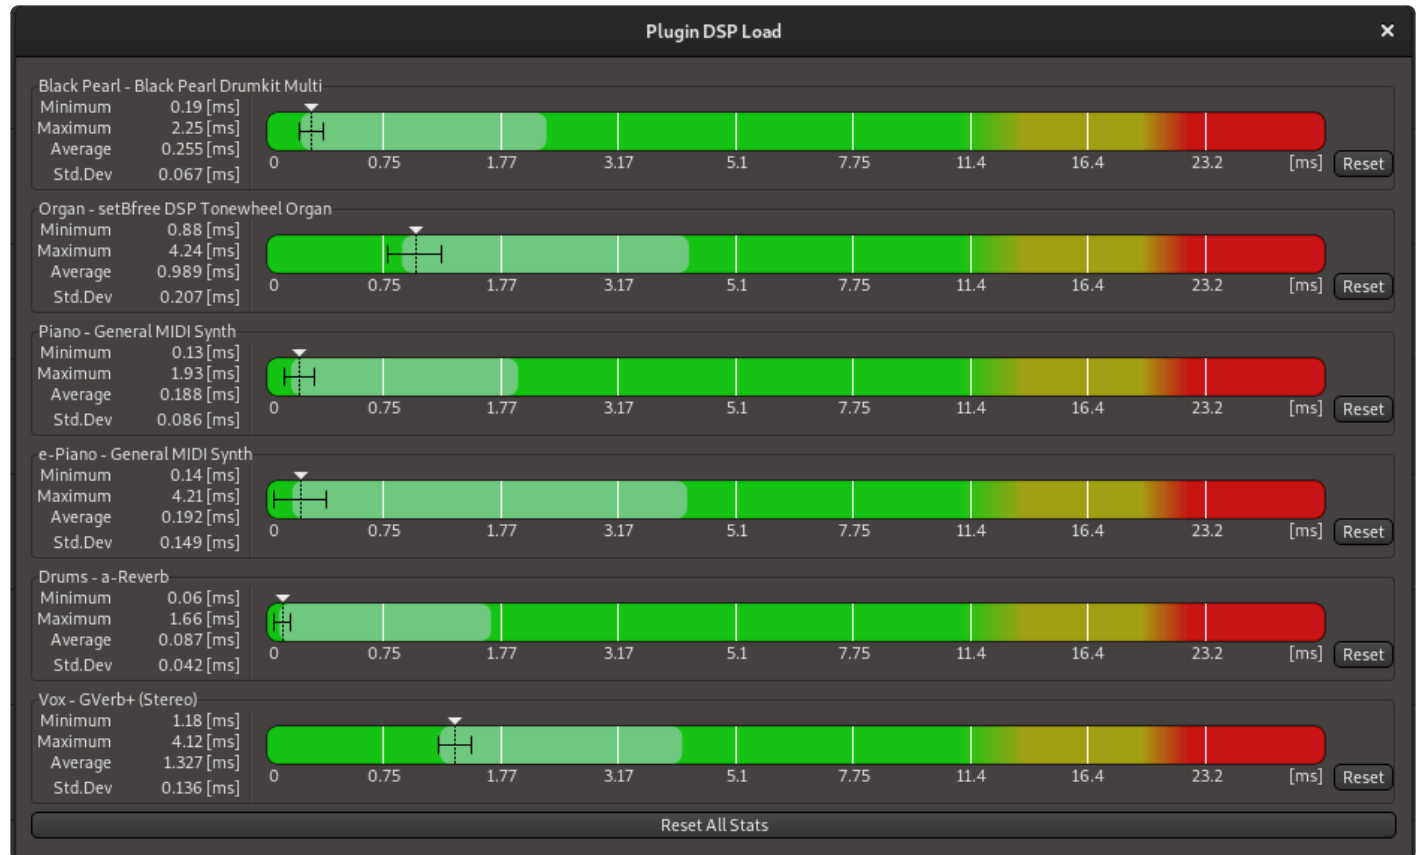 Plugin DSP Load
Black Pearl - Black Pearl Drumkit Multi
Minimum 0.19 [ms]
Maximum 2.25 [ms]
Average 0.255 [ms]
Std.Dev 0.067 [ms]
0 0.75 1.77 3.17 5.1 7.75 11.4 16.4 23.2 [ms] Reset
Organ - setBfree DSP Tonewheel Organ
Minimum 0.88 [ms]
Maximum 4.24 [ms]
Average 0.989 [ms]
Std.Dev 0.207 [ms]
0 0.75 1.77 3.17 5.1 7.75 11.4 16.4 23.2 [ms] Reset
Piano - General MIDI Synth
Minimum 0.13 [ms]
Maximum 1.93 [ms]
Average 0.188 [ms]
Std.Dev 0.086 [ms]
0 0.75 1.77 3.17 5.1 7.75 11.4 16.4 23.2 [ms] Reset
e-Piano - General MIDI Synth
Minimum 0.14 [ms]
Maximum 4.21 [ms]
Average 0.192 [ms]
Std.Dev 0.149 [ms]
0 0.75 1.77 3.17 5.1 7.75 11.4 16.4 23.2 [ms] Reset
Drums - a-Reverb
Minimum 0.06 [ms]
Maximum 1.66 [ms]
Average 0.087 [ms]
Std.Dev 0.042 [ms]
0 0.75 1.77 3.17 5.1 7.75 11.4 16.4 23.2 [ms] Reset
Vox - GVerb+ (Stereo)
Minimum 1.18 [ms]
Maximum 4.12 [ms]
Average 1.327 [ms]
Std.Dev 0.136 [ms]
0 0.75 1.77 3.17 5.1 7.75 11.4 16.4 23.2 [ms] Reset
Reset All Stats